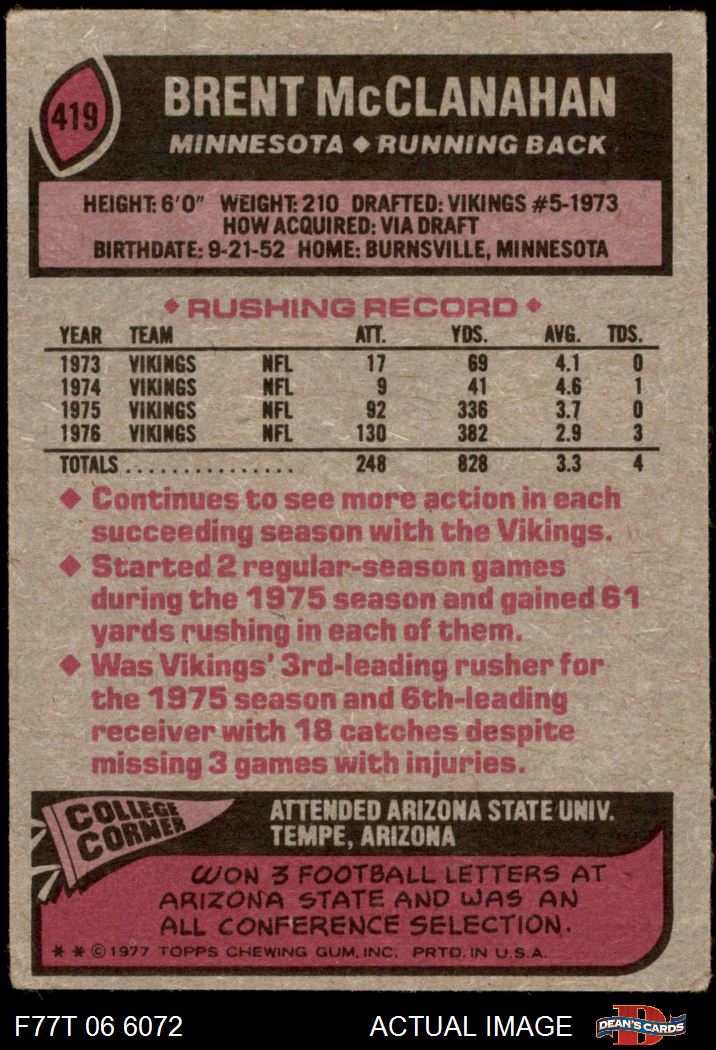 419
BRENT McCLANAHAN
MINNESOTA ◆ RUNNING BACK
HEIGHT: 6'0" WEIGHT: 210 DRAFTED: VIKINGS #5-1973
HOW ACQUIRED: VIA DRAFT
BIRTHDATE: 9-21-52 HOME: BURNSVILLE, MINNESOTA
◆ RUSHING RECORD ◆
YEAR TEAM ATT. YDS. AVG. TDS.
1973 VIKINGS NFL 17 69 4.1 0
1974 VIKINGS NFL 9 41 4.6 1
1975 VIKINGS NFL 92 336 3.7 0
1976 VIKINGS NFL 130 382 2.9 3
TOTALS ................ 248 828 3.3 4
◆ Continues to see more action in each
succeeding season with the Vikings.
◆ Started 2 regular-season games
during the 1975 season and gained 61
yards rushing in each of them.
◆ Was Vikings' 3rd-leading rusher for
the 1975 season and 6th-leading
receiver with 18 catches despite
missing 3 games with injuries.
COLLEGE
CORNER
ATTENDED ARIZONA STATE UNIV.
TEMPE, ARIZONA
WON 3 FOOTBALL LETTERS AT
ARIZONA STATE AND WAS AN
ALL CONFERENCE SELECTION.
* * © 1977 TOPPS CHEWING GUM, INC. PRTD. IN U.S.A.
F77T 06 6072 ACTUAL IMAGE
D
DEAN'S CARDS